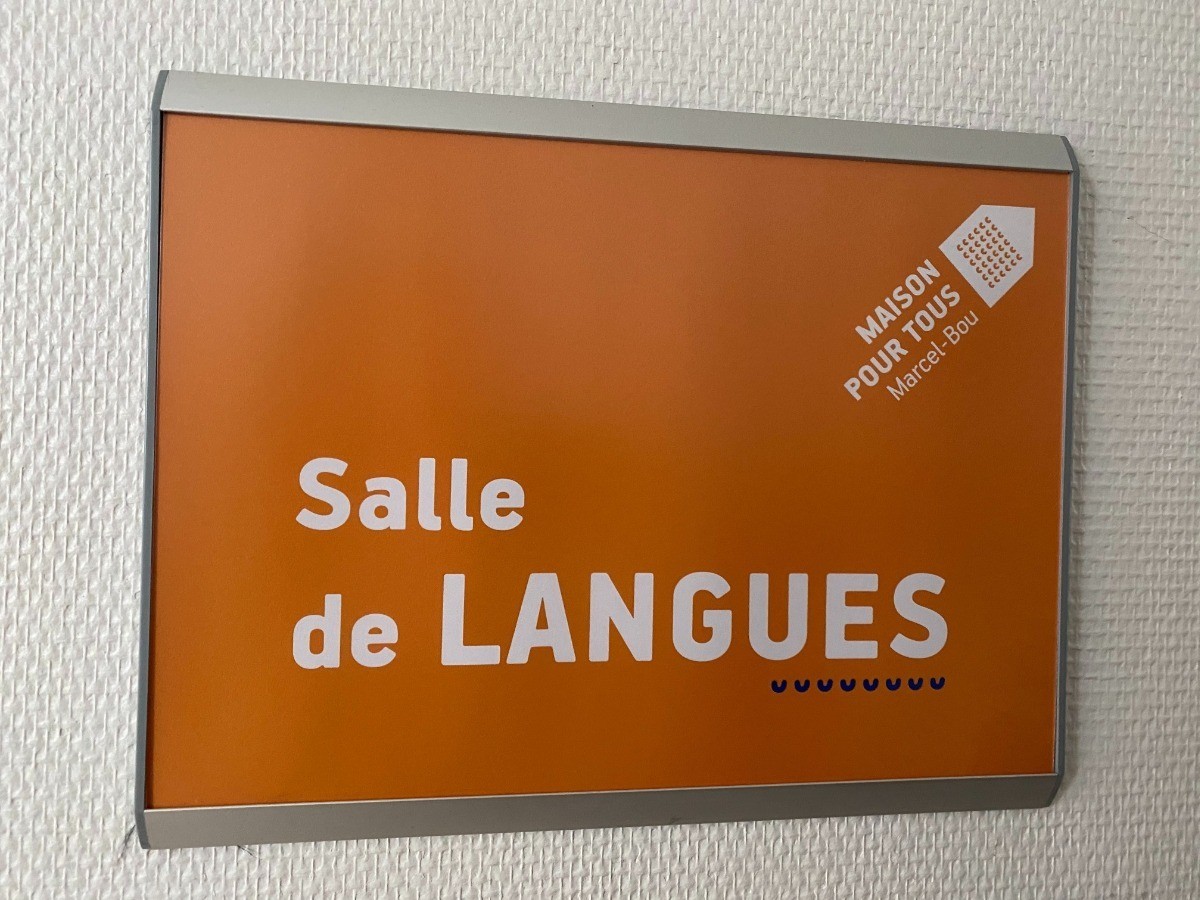 MAISON
POUR TOUS
Marcel-Bou
Salle
de LANGUES